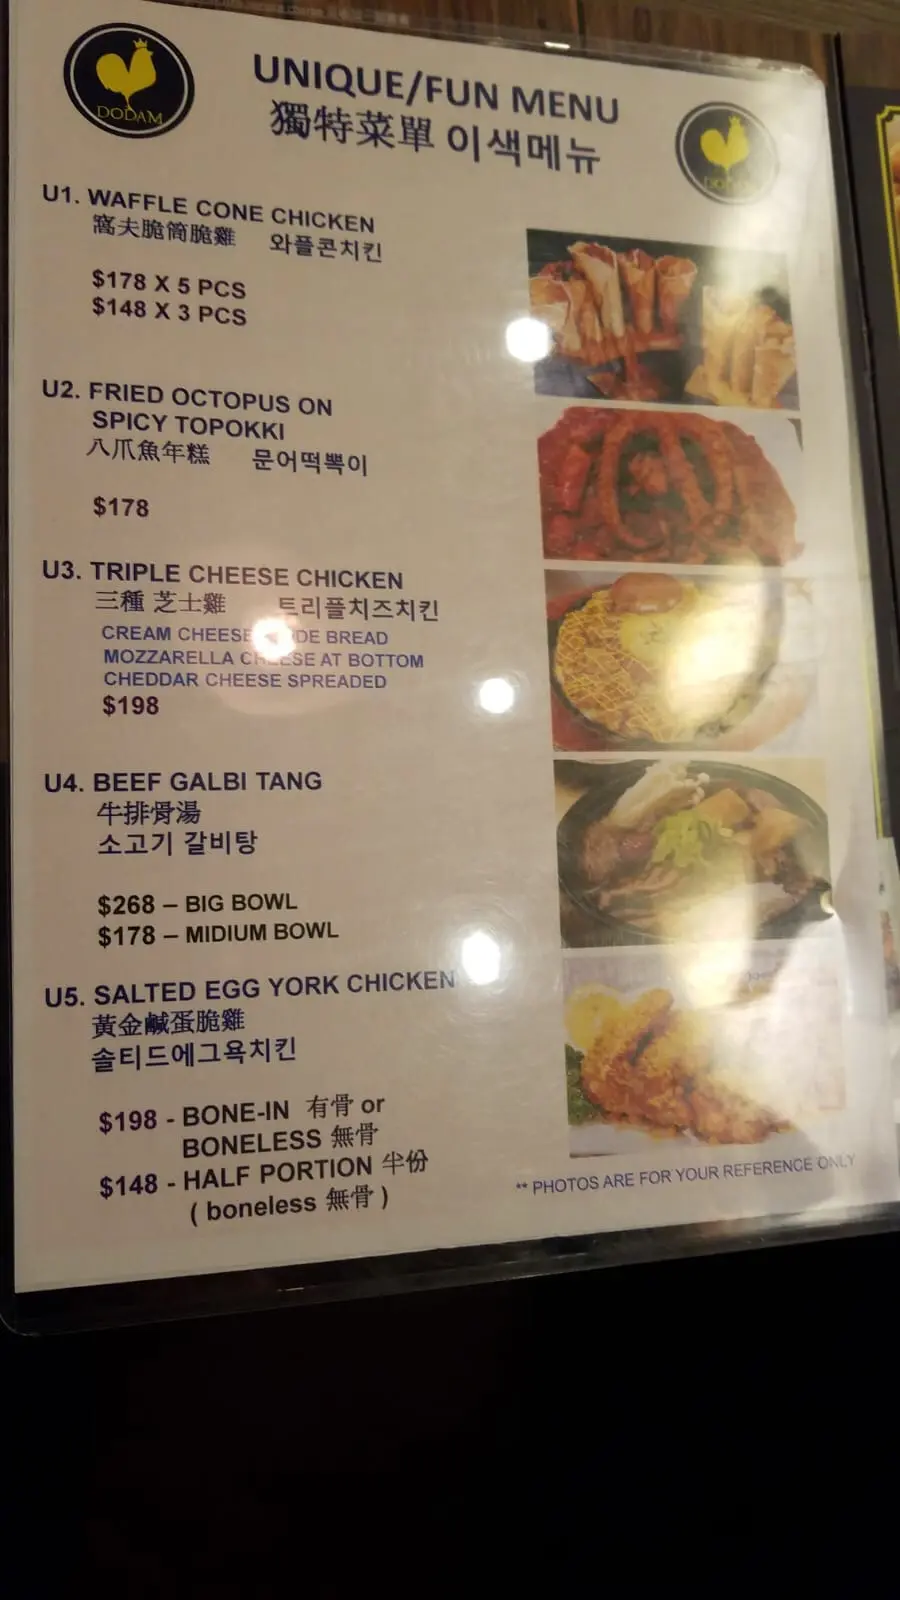 DODAM
UNIQUE/FUN MENU
獨特菜單 이색메뉴
DODAM
U1. WAFFLE CONE CHICKEN
窩夫脆筒脆雞 와플콘치킨
$178 X 5 PCS
$148 X 3 PCS
U2. FRIED OCTOPUS ON
SPICY TOPOKKI
八爪魚年糕 문어떡뽁이
$178
U3. TRIPLE CHEESE CHICKEN
三種 芝士雞 트리플치즈치킨
CREAM CHEESE DE BREAD
MOZZARELLA CHEESE AT BOTTOM
CHEDDAR CHEESE SPREADED
$198
U4. BEEF GALBI TANG
牛排骨湯
소고기 갈비탕
$268 – BIG BOWL
$178 – MIDIUM BOWL
U5. SALTED EGG YORK CHICKEN
黃金鹹蛋脆雞
솔티드에그욕치킨
$198 - BONE-IN 有骨 or
BONELESS 無骨
$148 - HALF PORTION 半份
( boneless 無骨 )
** PHOTOS ARE FOR YOUR REFERENCE ONLY